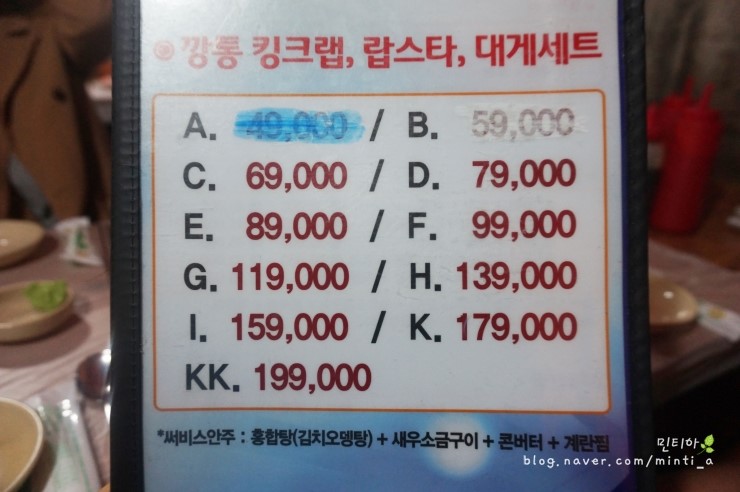 깡통 킹크랩, 랍스타, 대게세트
A. 49,000 / B. 59,000
C. 69,000 / D. 79,000
E. 89,000 / F. 99,000
G. 119,000 / H. 139,000
I. 159,000 / K. 179,000
KK. 199,000
*써비스안주 : 홍합탕(김치오뎅탕) + 새우소금구이 + 콘버터 + 계란찜
민티아
blog.naver.com/minti_a